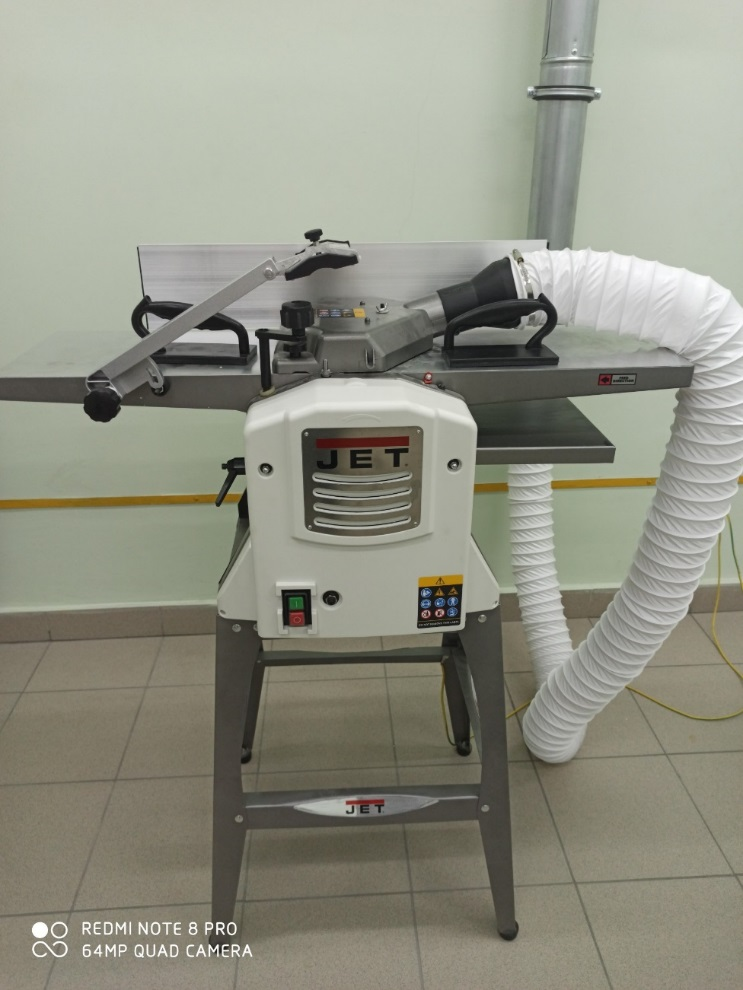 JET
JET
REDMI NOTE 8 PRO
64MP QUAD CAMERA